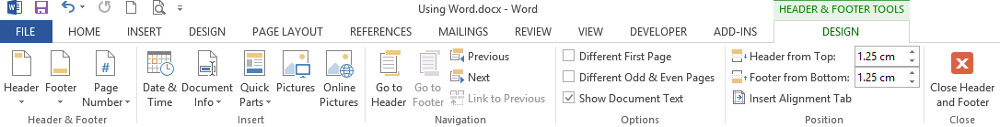 Using Word.docx - Word
HEADER & FOOTER TOOLS
FILE HOME INSERT DESIGN PAGE LAYOUT REFERENCES MAILINGS REVIEW VIEW DEVELOPER ADD-INS DESIGN
Header
Footer
Page
Number
Header & Footer
Date &
Time
Document
Info
Quick
Parts
Pictures
Online
Pictures
Insert
Go to
Header
Go to
Footer
Previous
Next
Link to Previous
Navigation
Different First Page
Different Odd & Even Pages
Show Document Text
Options
Header from Top: 1.25 cm
Footer from Bottom: 1.25 cm
Insert Alignment Tab
Position
Close Header
and Footer
Close